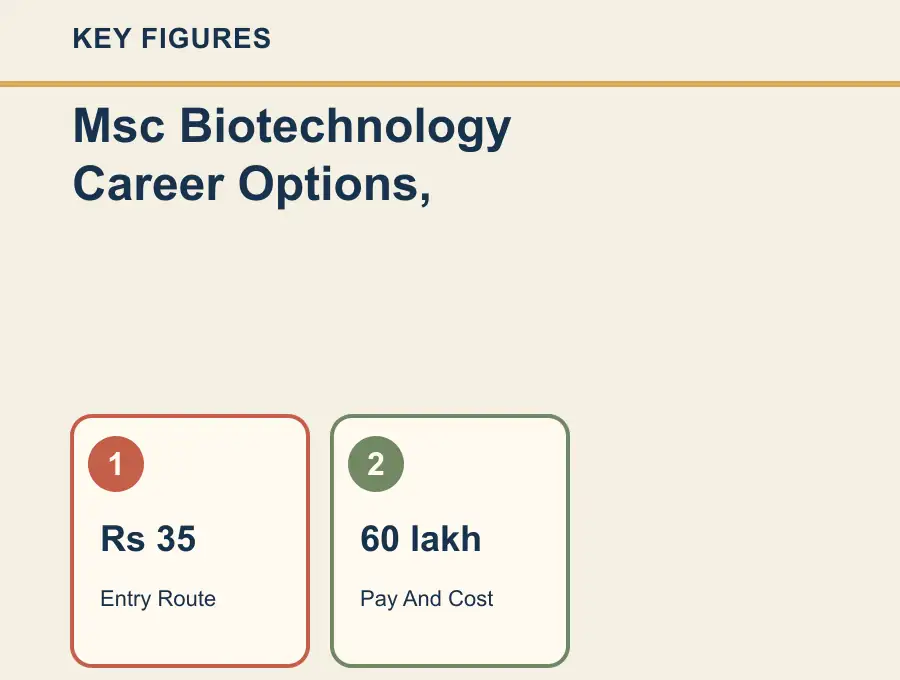 KEY FIGURES
Msc Biotechnology
Career Options,
1
2
Rs 35
60 lakh
Entry Route
Pay And Cost